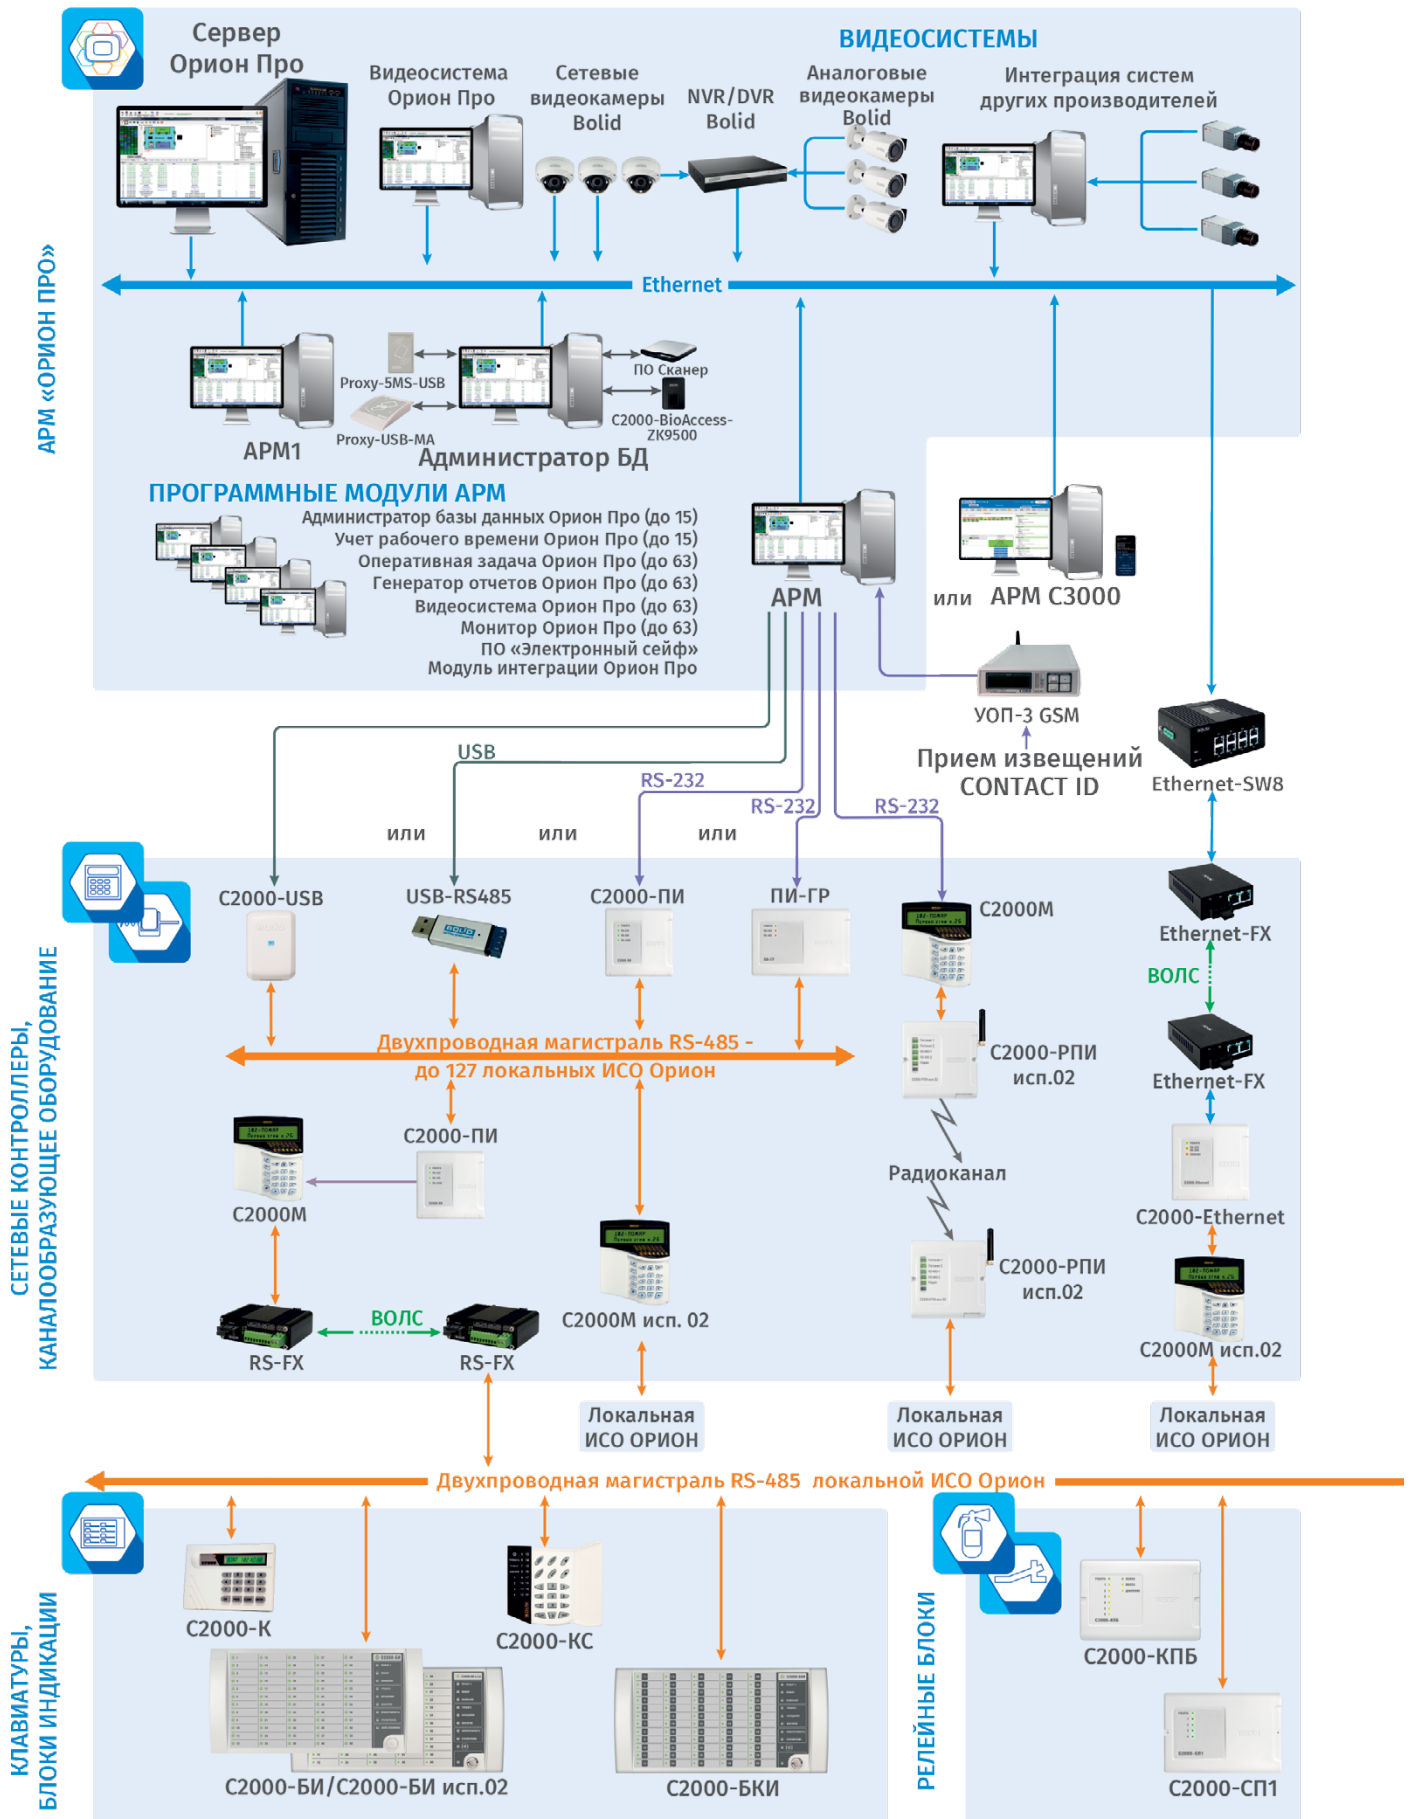 Сервер
Орион Про
ВИДЕОСИСТЕМЫ
Видеосистема
Орион Про
Сетевые
видеокамеры
Bolid
NVR/DVR
Bolid
Аналоговые
видеокамеры
Bolid
Интеграция систем
других производителей
АРМ «ОРИОН ПРО»
Ethernet
АРМ1
Proxy-5MS-USB
Proxy-USB-MA
ПО Сканер
С2000-BioAccess-
ZK9500
Администратор БД
ПРОГРАММНЫЕ МОДУЛИ АРМ
Администратор базы данных Орион Про (до 15)
Учет рабочего времени Орион Про (до 15)
Оперативная задача Орион Про (до 63)
Генератор отчетов Орион Про (до 63)
Видеосистема Орион Про (до 63)
Монитор Орион Про (до 63)
ПО «Электронный сейф»
Модуль интеграции Орион Про
АРМ
или
АРМ С3000
УОП-3 GSM
Прием извещений
CONTACT ID
Ethernet-SW8
USB
RS-232
RS-232
RS-232
или
или
или
СЕТЕВЫЕ КОНТРОЛЛЕРЫ,
КАНАЛООБРАЗУЮЩЕЕ ОБОРУДОВАНИЕ
С2000-USB
USB-RS485
С2000-ПИ
ПИ-ГР
С2000М
Ethernet-FX
ВОЛС
Ethernet-FX
Двухпроводная магистраль RS-485 -
до 127 локальных ИСО Орион
С2000-РПИ
исп.02
С2000-ПИ
С2000М
Радиоканал
С2000-Ethernet
С2000-РПИ
исп.02
С2000М исп. 02
С2000М исп.02
ВОЛС
RS-FX
RS-FX
Локальная
ИСО ОРИОН
Локальная
ИСО ОРИОН
Локальная
ИСО ОРИОН
Двухпроводная магистраль RS-485 локальной ИСО Орион
КЛАВИАТУРЫ,
БЛОКИ ИНДИКАЦИИ
С2000-К
С2000-КС
С2000-БИ/С2000-БИ исп.02
С2000-БКИ
РЕЛЕЙНЫЕ БЛОКИ
С2000-КПБ
С2000-СП1